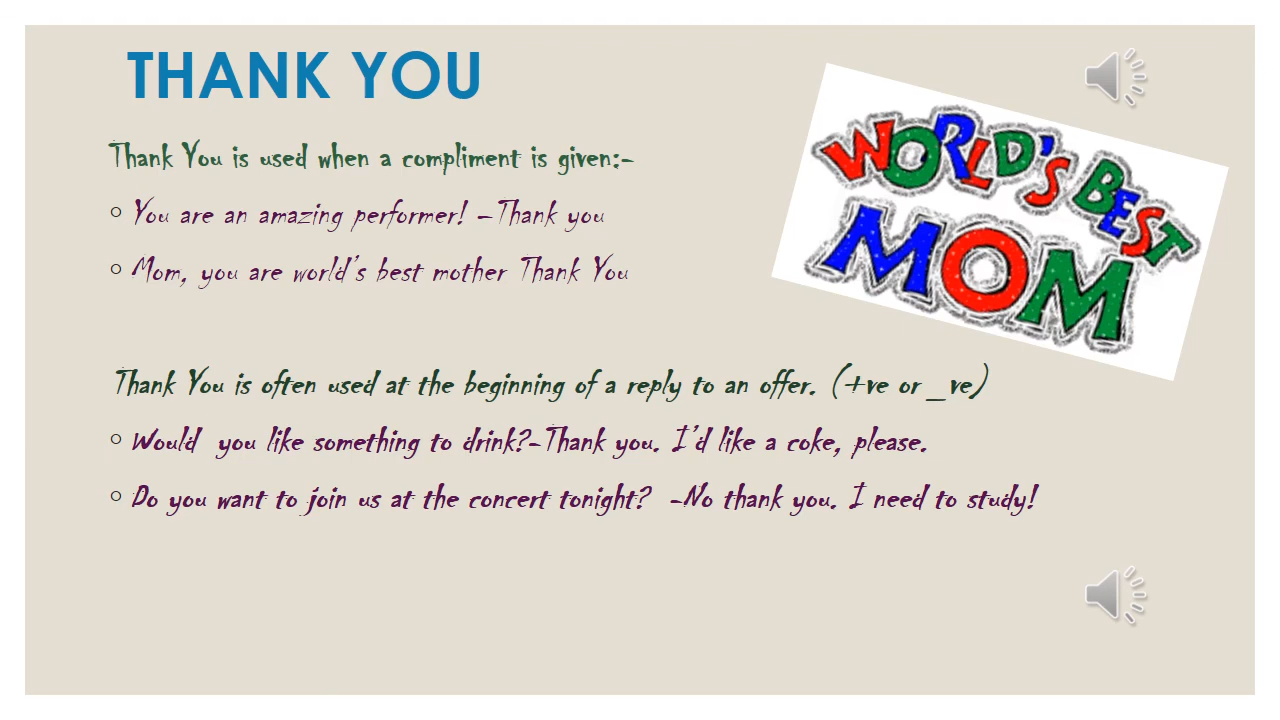 THANK YOU
Thank You is used when a compliment is given:-
You are an amazing performer! -Thank you
Mom, you are world's best mother Thank You
WORLD'S BEST
MOM
Thank You is often used at the beginning of a reply to an offer. (+ve or _ve)
Would you like something to drink?-Thank you. I'd like a coke, please.
Do you want to join us at the concert tonight? -No thank you. I need to study!